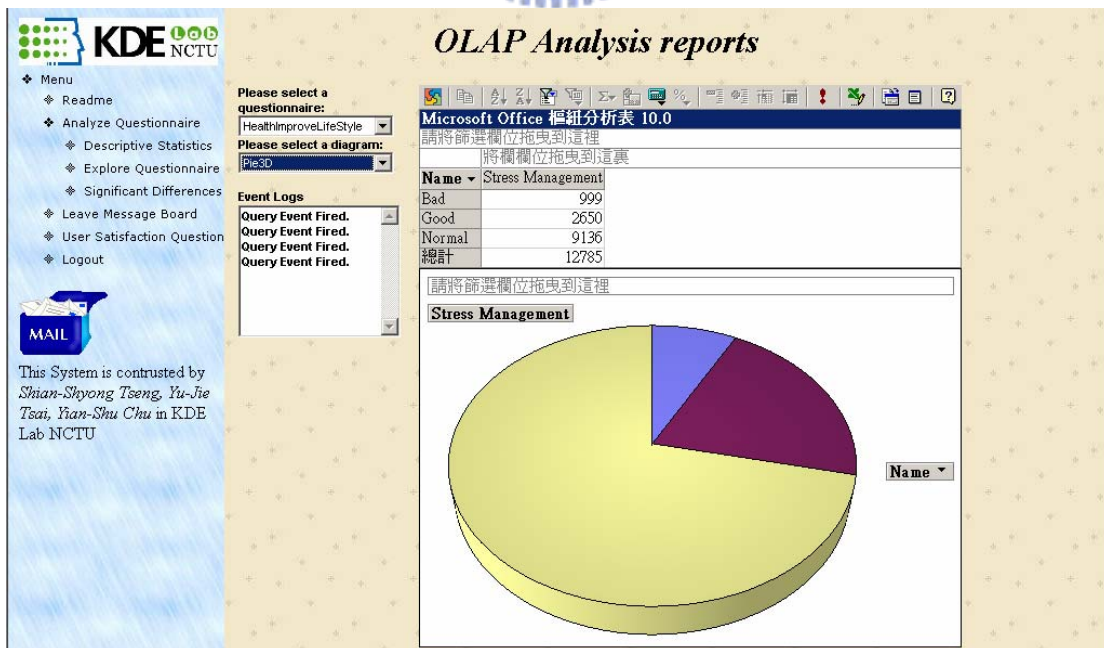 KDE Lab
NCTU
OLAP Analysis reports
Menu
Readme
Analyze Questionnaire
Descriptive Statistics
Explore Questionnaire
Significant Differences
Leave Message Board
User Satisfaction Question
Logout
MAIL
This System is contrusted by
Shian-Shyong Tseng, Yu-Jie
Tsai, Yian-Shu Chu in KDE
Lab NCTU
Please select a
questionnaire:
HealthImproveLifeStyle
Please select a diagram:
Pie3D
Event Logs
Query Event Fired.
Query Event Fired.
Query Event Fired.
Query Event Fired.
Microsoft Office 樞紐分析表 10.0
請將篩選欄位拖曳到這裡
將欄欄位拖曳到這裏
Name Stress Management
Bad 999
Good 2650
Normal 9136
總計 12785
請將篩選欄位拖曳到這裡
Stress Management
Name